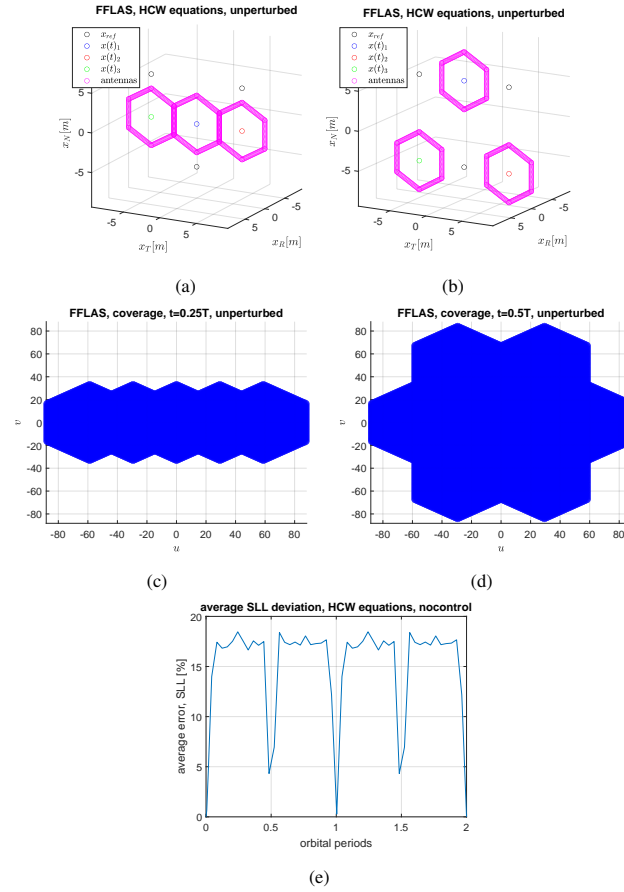 FFLAS, HCW equations, unperturbed
x_ref
x(t)_1
x(t)_2
x(t)_3
antennas
5
0
-5
x_N[m]
-5
0
5
x_T[m]
5
0
-5
x_R[m]
(a)
FFLAS, HCW equations, unperturbed
x_ref
x(t)_1
x(t)_2
x(t)_3
antennas
5
0
-5
x_N[m]
-5
0
5
x_T[m]
5
0
-5
x_R[m]
(b)
FFLAS, coverage, t=0.25T, unperturbed
80
60
40
20
0
-20
-40
-60
-80
v
-80 -60 -40 -20 0 20 40 60 80
u
(c)
FFLAS, coverage, t=0.5T, unperturbed
80
60
40
20
0
-20
-40
-60
-80
v
-80 -60 -40 -20 0 20 40 60 80
u
(d)
average SLL deviation, HCW equations, nocontrol
20
15
10
5
0
average error, SLL [%]
0 0.5 1 1.5 2
orbital periods
(e)